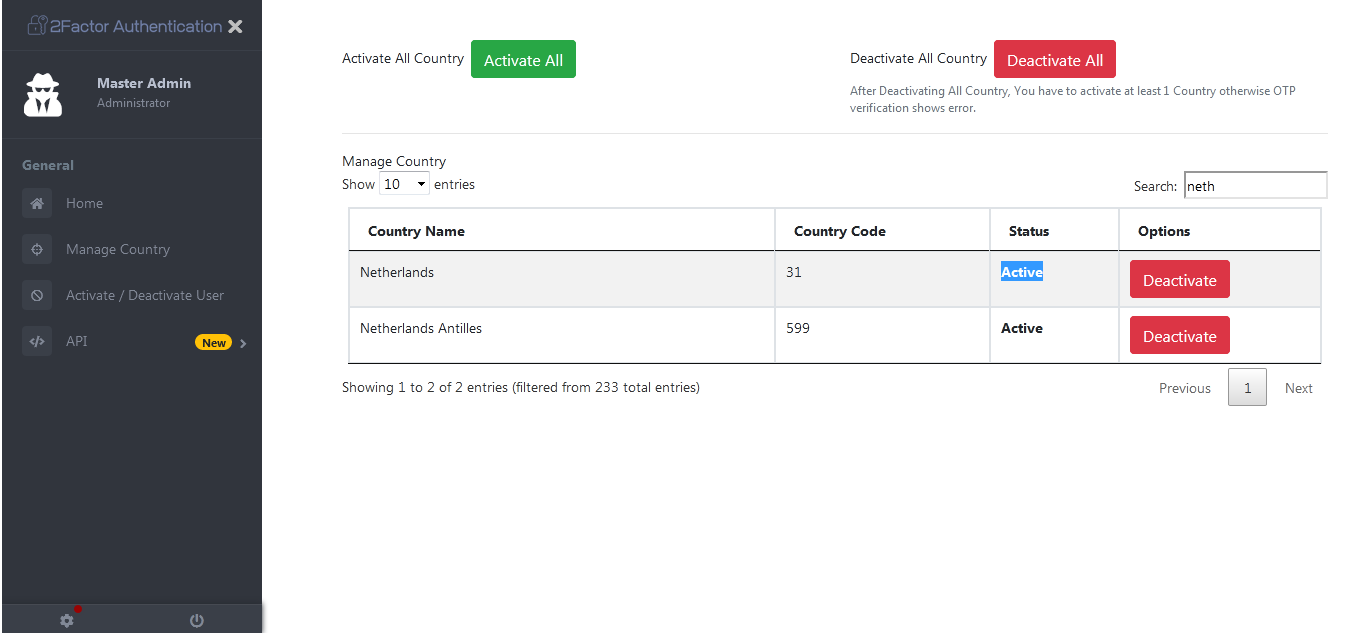 2Factor Authentication
Master Admin
Administrator
General
Home
Manage Country
Activate / Deactivate User
API New
Activate All Country Activate All
Deactivate All Country Deactivate All
After Deactivating All Country, You have to activate at least 1 Country otherwise OTP
verification shows error.
Manage Country
Show 10 entries
Search: neth
Country Name Country Code Status Options
Netherlands 31 Active Deactivate
Netherlands Antilles 599 Active Deactivate
Showing 1 to 2 of 2 entries (filtered from 233 total entries)
Previous 1 Next